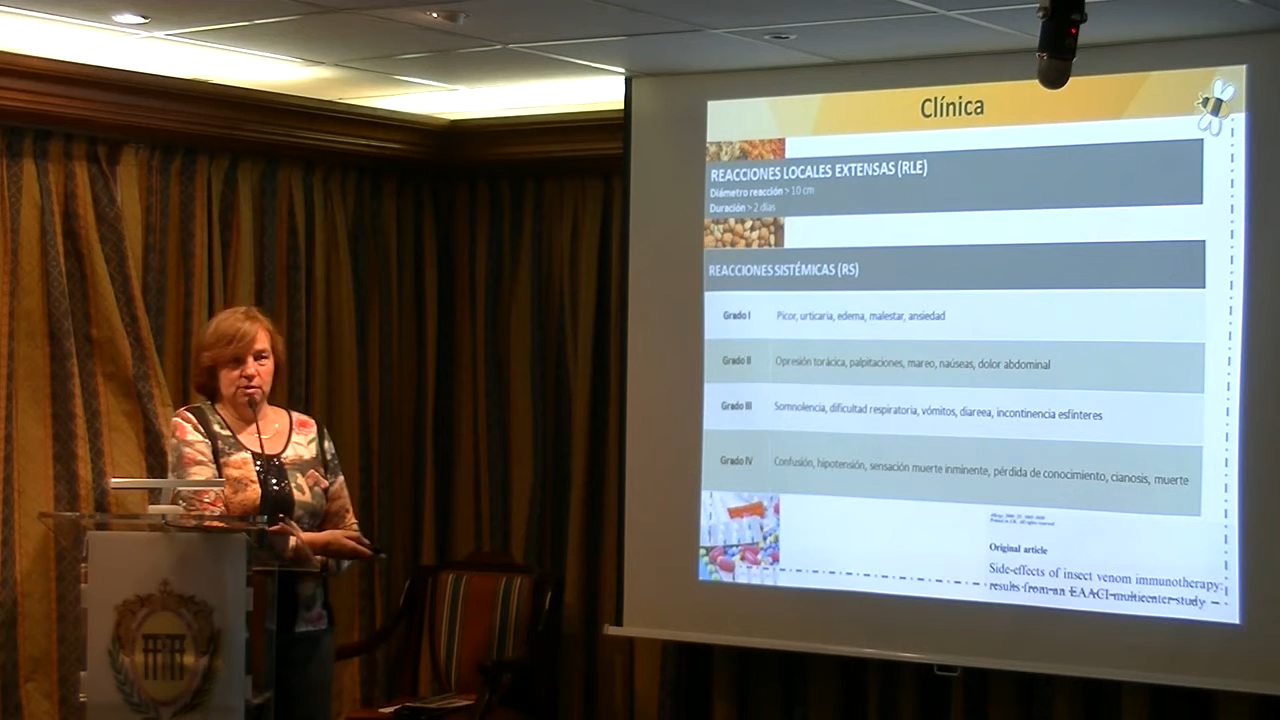 Clínica
REACCIONES LOCALES EXTENSAS (RLE)
Diámetro reacción > 10 cm
Duración > 2 días
REACCIONES SISTÉMICAS (RS)
Grado I Picor, urticaria, edema, malestar, ansiedad
Grado II Opresión torácica, palpitaciones, mareo, naúseas, dolor abdominal
Grado III Somnolencia, dificultad respiratoria, vómitos, diareea, incontinencia esfinteres
Grado IV Confusión, hipotensión, sensación muerte inminente, pérdida de conocimiento, cianosis, muerte
Original article
Side-effects of insect venom immunotherapy:
results from an EAACI multicenter study